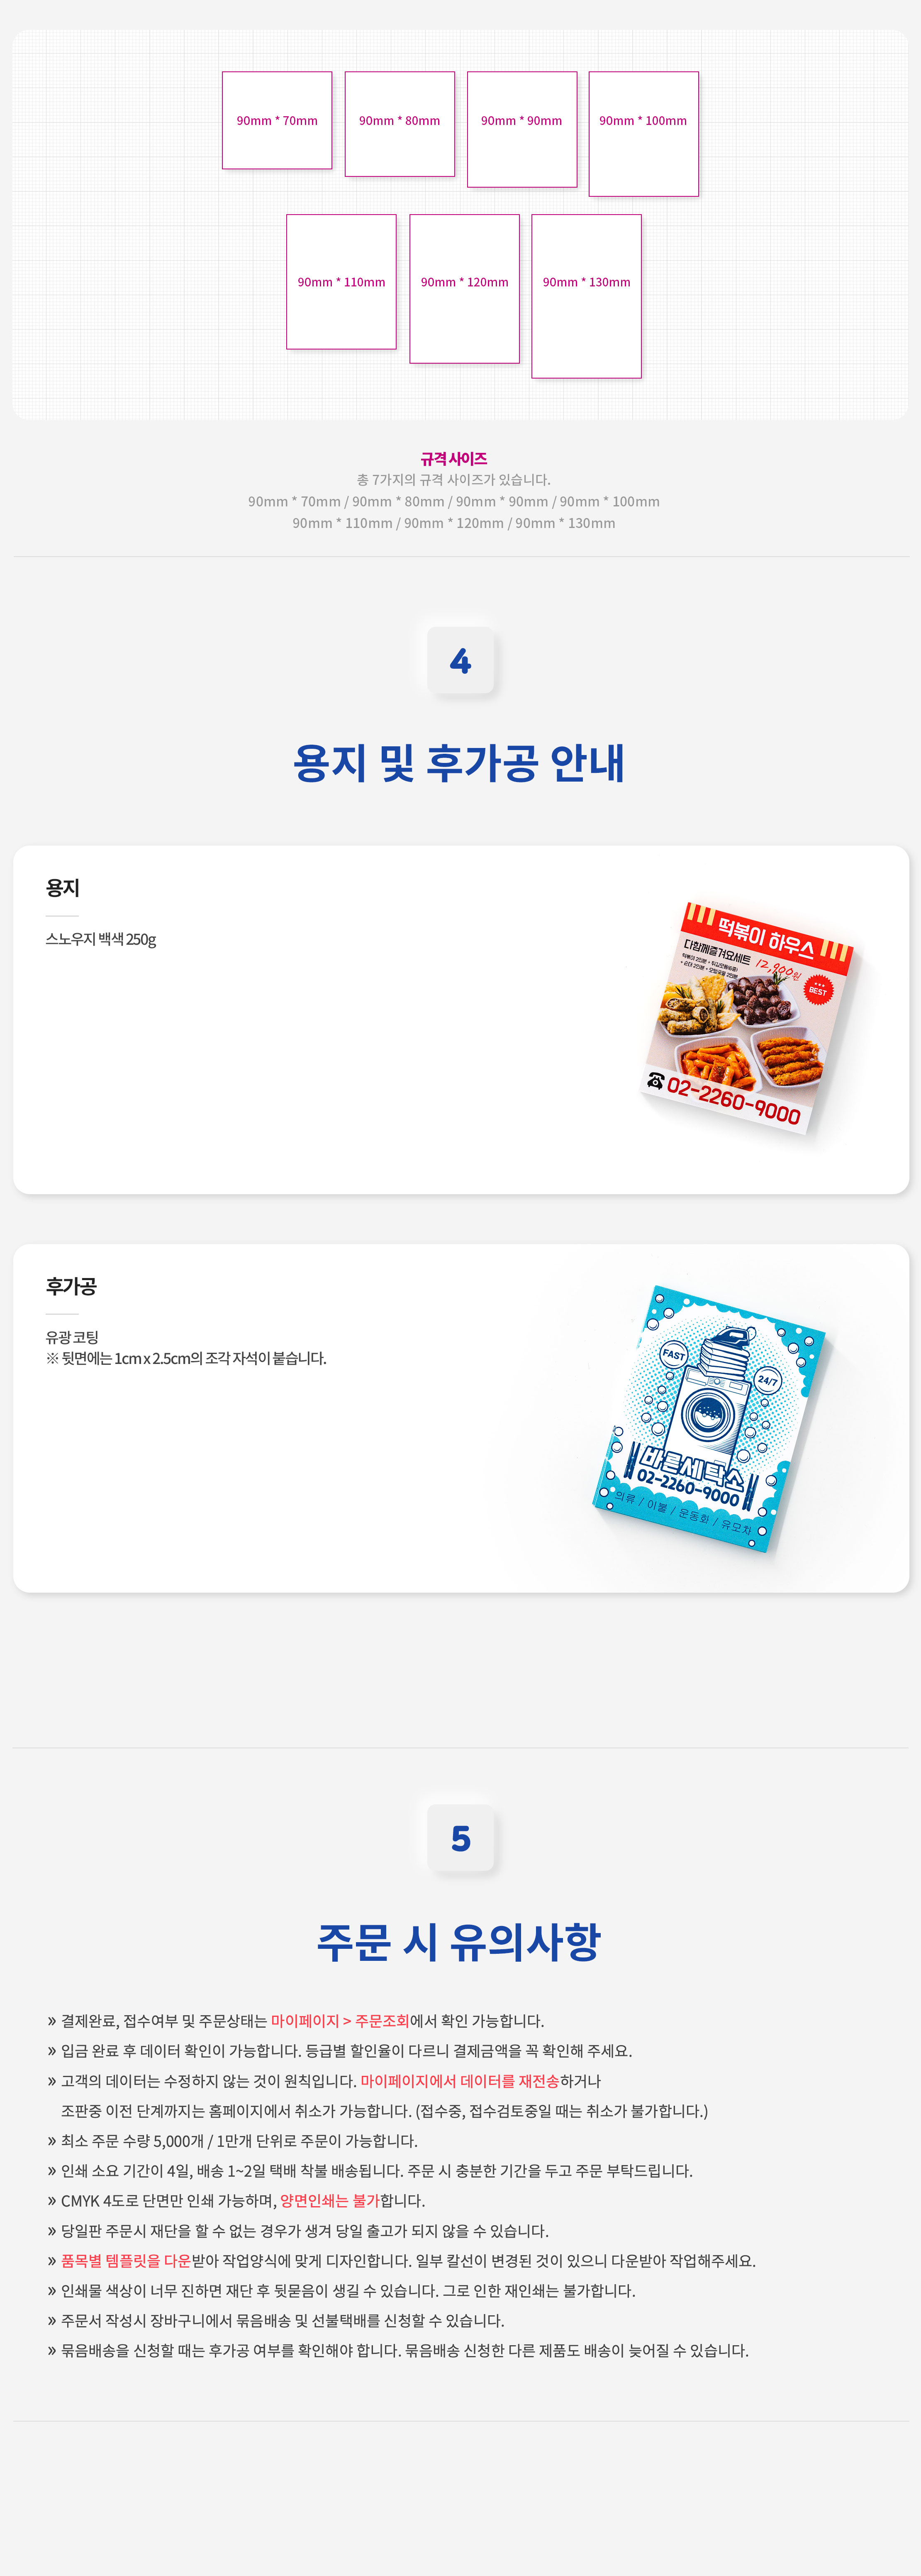 90mm * 70mm
90mm * 80mm
90mm * 90mm
90mm * 100mm
90mm * 110mm
90mm * 120mm
90mm * 130mm
규격 사이즈
총 7가지의 규격 사이즈가 있습니다.
90mm * 70mm / 90mm * 80mm / 90mm * 90mm / 90mm * 100mm
90mm * 110mm / 90mm * 120mm / 90mm * 130mm
4
용지 및 후가공 안내
용지
스노우지 백색 250g
떡볶이 하우스
다함께즐겨요세트
12,900원
BEST
02-2260-9000
후가공
유광 코팅
※ 뒷면에는 1cm x 2.5cm의 조각 자석이 붙습니다.
FAST
24/7
바른세탁소
02-2260-9000
의류 / 이불 / 운동화 / 유모차
5
주문 시 유의사항
» 결제완료, 접수여부 및 주문상태는 마이페이지 > 주문조회에서 확인 가능합니다.
» 입금 완료 후 데이터 확인이 가능합니다. 등급별 할인율이 다르니 결제금액을 꼭 확인해 주세요.
» 고객의 데이터는 수정하지 않는 것이 원칙입니다. 마이페이지에서 데이터를 재전송하거나
조판중 이전 단계까지는 홈페이지에서 취소가 가능합니다. (접수중, 접수검토중일 때는 취소가 불가합니다.)
» 최소 주문 수량 5,000개 / 1만개 단위로 주문이 가능합니다.
» 인쇄 소요 기간이 4일, 배송 1~2일 택배 착불 배송됩니다. 주문 시 충분한 기간을 두고 주문 부탁드립니다.
» CMYK 4도로 단면만 인쇄 가능하며, 양면인쇄는 불가합니다.
» 당일판 주문시 재단을 할 수 없는 경우가 생겨 당일 출고가 되지 않을 수 있습니다.
» 품목별 템플릿을 다운받아 작업양식에 맞게 디자인합니다. 일부 칼선이 변경된 것이 있으니 다운받아 작업해주세요.
» 인쇄물 색상이 너무 진하면 재단 후 뒷묻음이 생길 수 있습니다. 그로 인한 재인쇄는 불가합니다.
» 주문서 작성시 장바구니에서 묶음배송 및 선불택배를 신청할 수 있습니다.
» 묶음배송을 신청할 때는 후가공 여부를 확인해야 합니다. 묶음배송 신청한 다른 제품도 배송이 늦어질 수 있습니다.